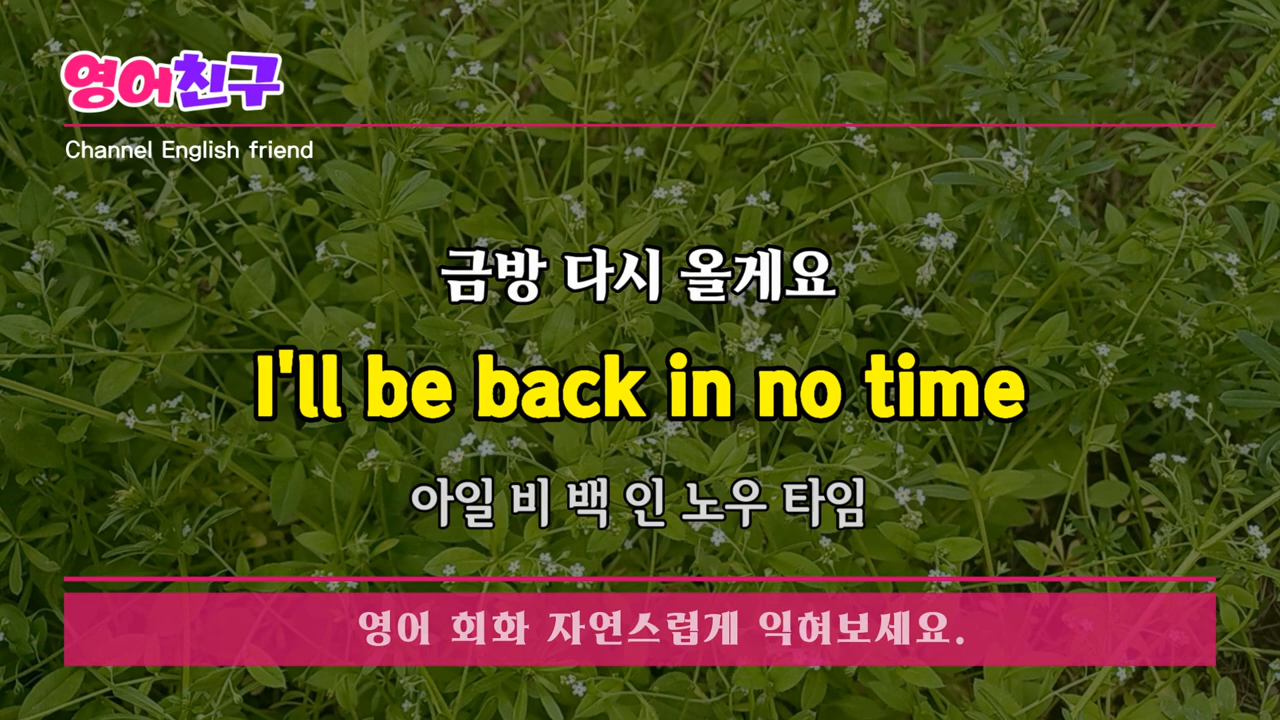 영어친구
Channel English friend
금방 다시 올게요
I'll be back in no time
아일 비 백 인 노우 타임
영어 회화 자연스럽게 익혀보세요.